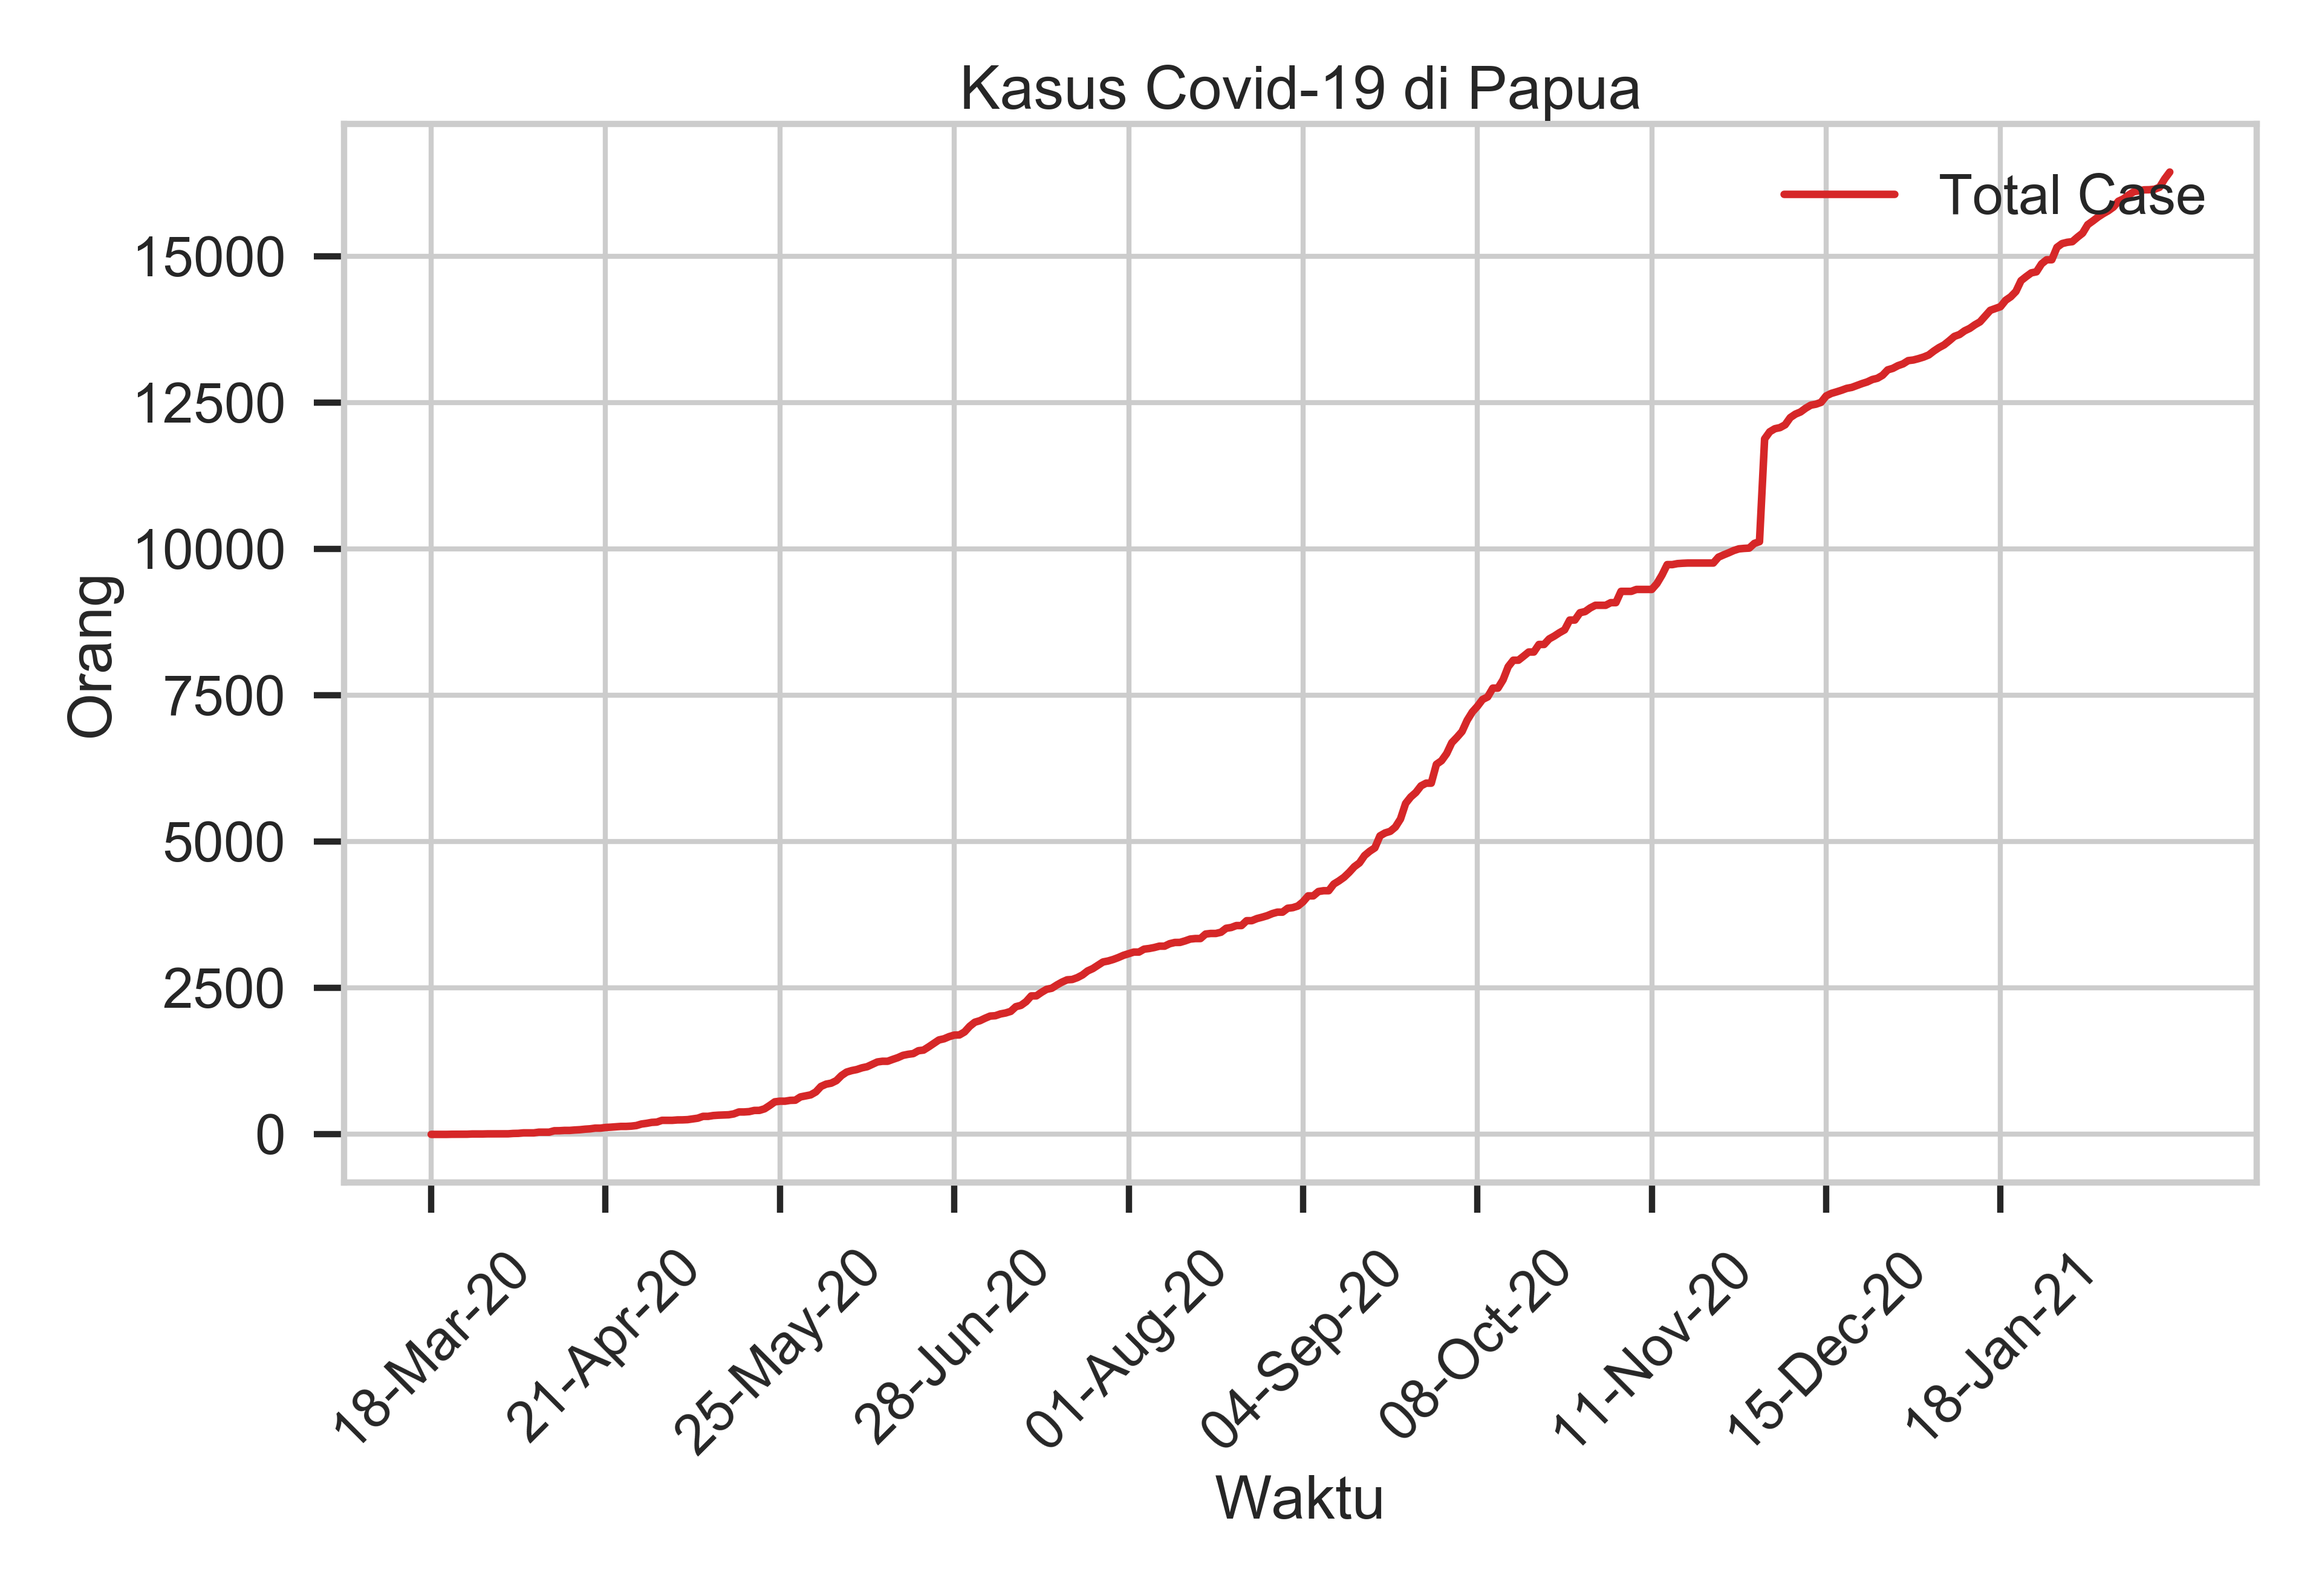 Kasus Covid-19 di Papua
Total Case
Orang
15000
12500
10000
7500
5000
2500
0
18-Mar-20
21-Apr-20
25-May-20
28-Jun-20
01-Aug-20
04-Sep-20
08-Oct-20
11-Nov-20
15-Dec-20
18-Jan-21
Waktu